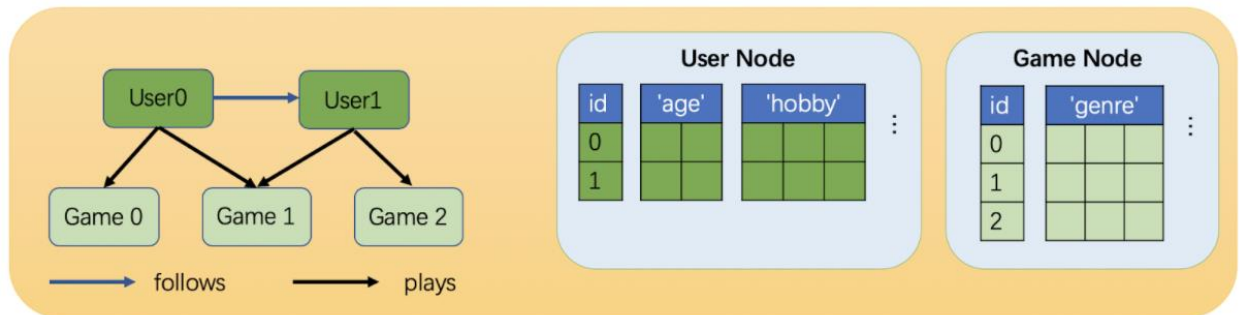 User0
User1
Game 0
Game 1
Game 2
follows
plays
User Node
id
'age'
'hobby'
0
1
⋮
Game Node
id
'genre'
0
1
2
⋮